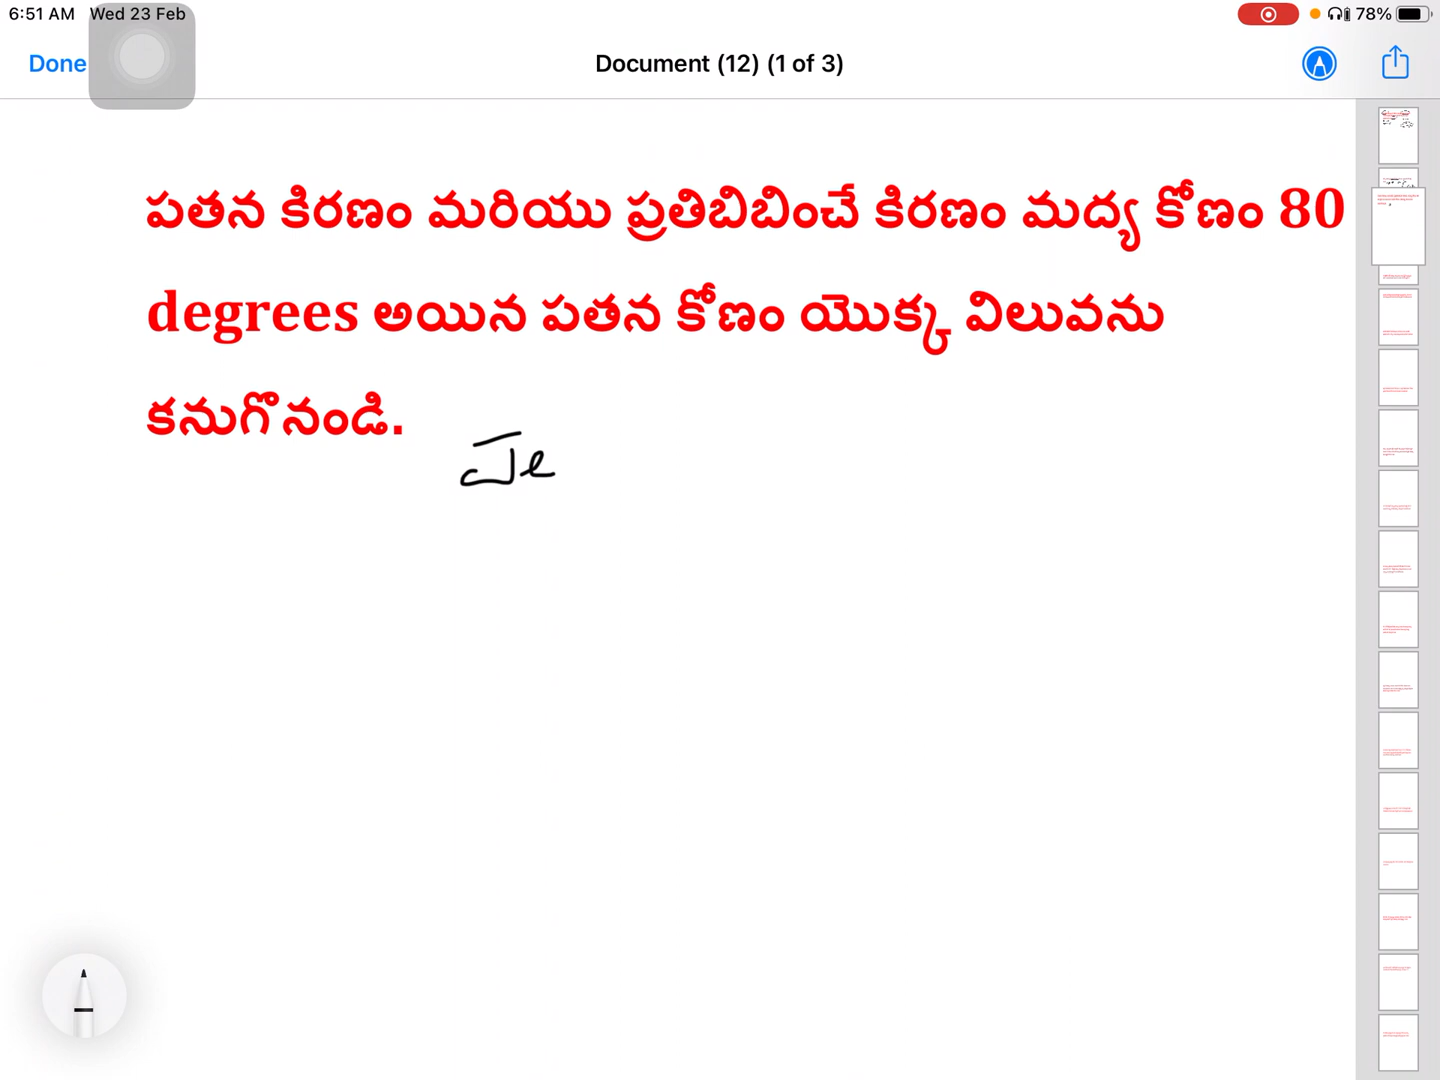 6:51 AM Wed 23 Feb 78%
Done Document (12) (1 of 3)
పతన కిరణం మరియు ప్రతిబిబించే కిరణం మద్య కోణం 80
degrees అయిన పతన కోణం యొక్క విలువను
కనుగొనండి.